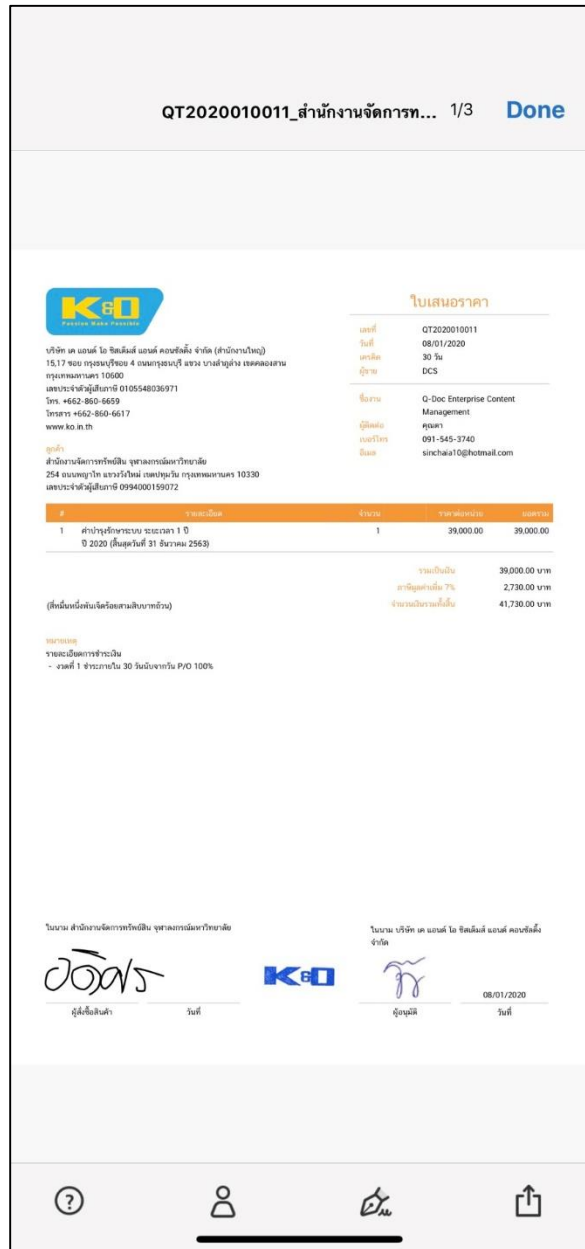 QT2020010011_สำนักงานจัดการท... 1/3 Done
K&O
Passion Make Possible
ใบเสนอราคา
เลขที่ QT2020010011
วันที่ 08/01/2020
เครดิต 30 วัน
ผู้ขาย DCS
บริษัท เค แอนด์ โอ ซิสเต็มส์ แอนด์ คอนซัลติ้ง จำกัด (สำนักงานใหญ่)
15,17 ซอย กรุงธนบุรีซอย 4 ถนนกรุงธนบุรี แขวง บางลำภูล่าง เขตคลองสาน
กรุงเทพมหานคร 10600
เลขประจำตัวผู้เสียภาษี 0105548036971
โทร. +662-860-6659
โทรสาร +662-860-6617
www.ko.in.th
ชื่องาน Q-Doc Enterprise Content
Management
ผู้ติดต่อ คุณดา
เบอร์โทร 091-545-3740
อีเมล sinchaia10@hotmail.com
ลูกค้า
สำนักงานจัดการทรัพย์สิน จุฬาลงกรณ์มหาวิทยาลัย
254 ถนนพญาไท แขวงวังใหม่ เขตปทุมวัน กรุงเทพมหานคร 10330
เลขประจำตัวผู้เสียภาษี 0994000159072
# รายละเอียด จำนวน ราคาต่อหน่วย ยอดรวม
1 ค่าบำรุงรักษาระบบ ระยะเวลา 1 ปี 1 39,000.00 39,000.00
ปี 2020 (สิ้นสุดวันที่ 31 ธันวาคม 2563)
รวมเป็นเงิน 39,000.00 บาท
ภาษีมูลค่าเพิ่ม 7% 2,730.00 บาท
(สี่หมื่นหนึ่งพันเจ็ดร้อยสามสิบบาทถ้วน) จำนวนเงินรวมทั้งสิ้น 41,730.00 บาท
หมายเหตุ
รายละเอียดการชำระเงิน
- งวดที่ 1 ชำระภายใน 30 วันนับจากวัน P/O 100%
ในนาม สำนักงานจัดการทรัพย์สิน จุฬาลงกรณ์มหาวิทยาลัย
ในนาม บริษัท เค แอนด์ โอ ซิสเต็มส์ แอนด์ คอนซัลติ้ง
จำกัด
K&O
08/01/2020
ผู้สั่งซื้อสินค้า วันที่ ผู้อนุมัติ วันที่